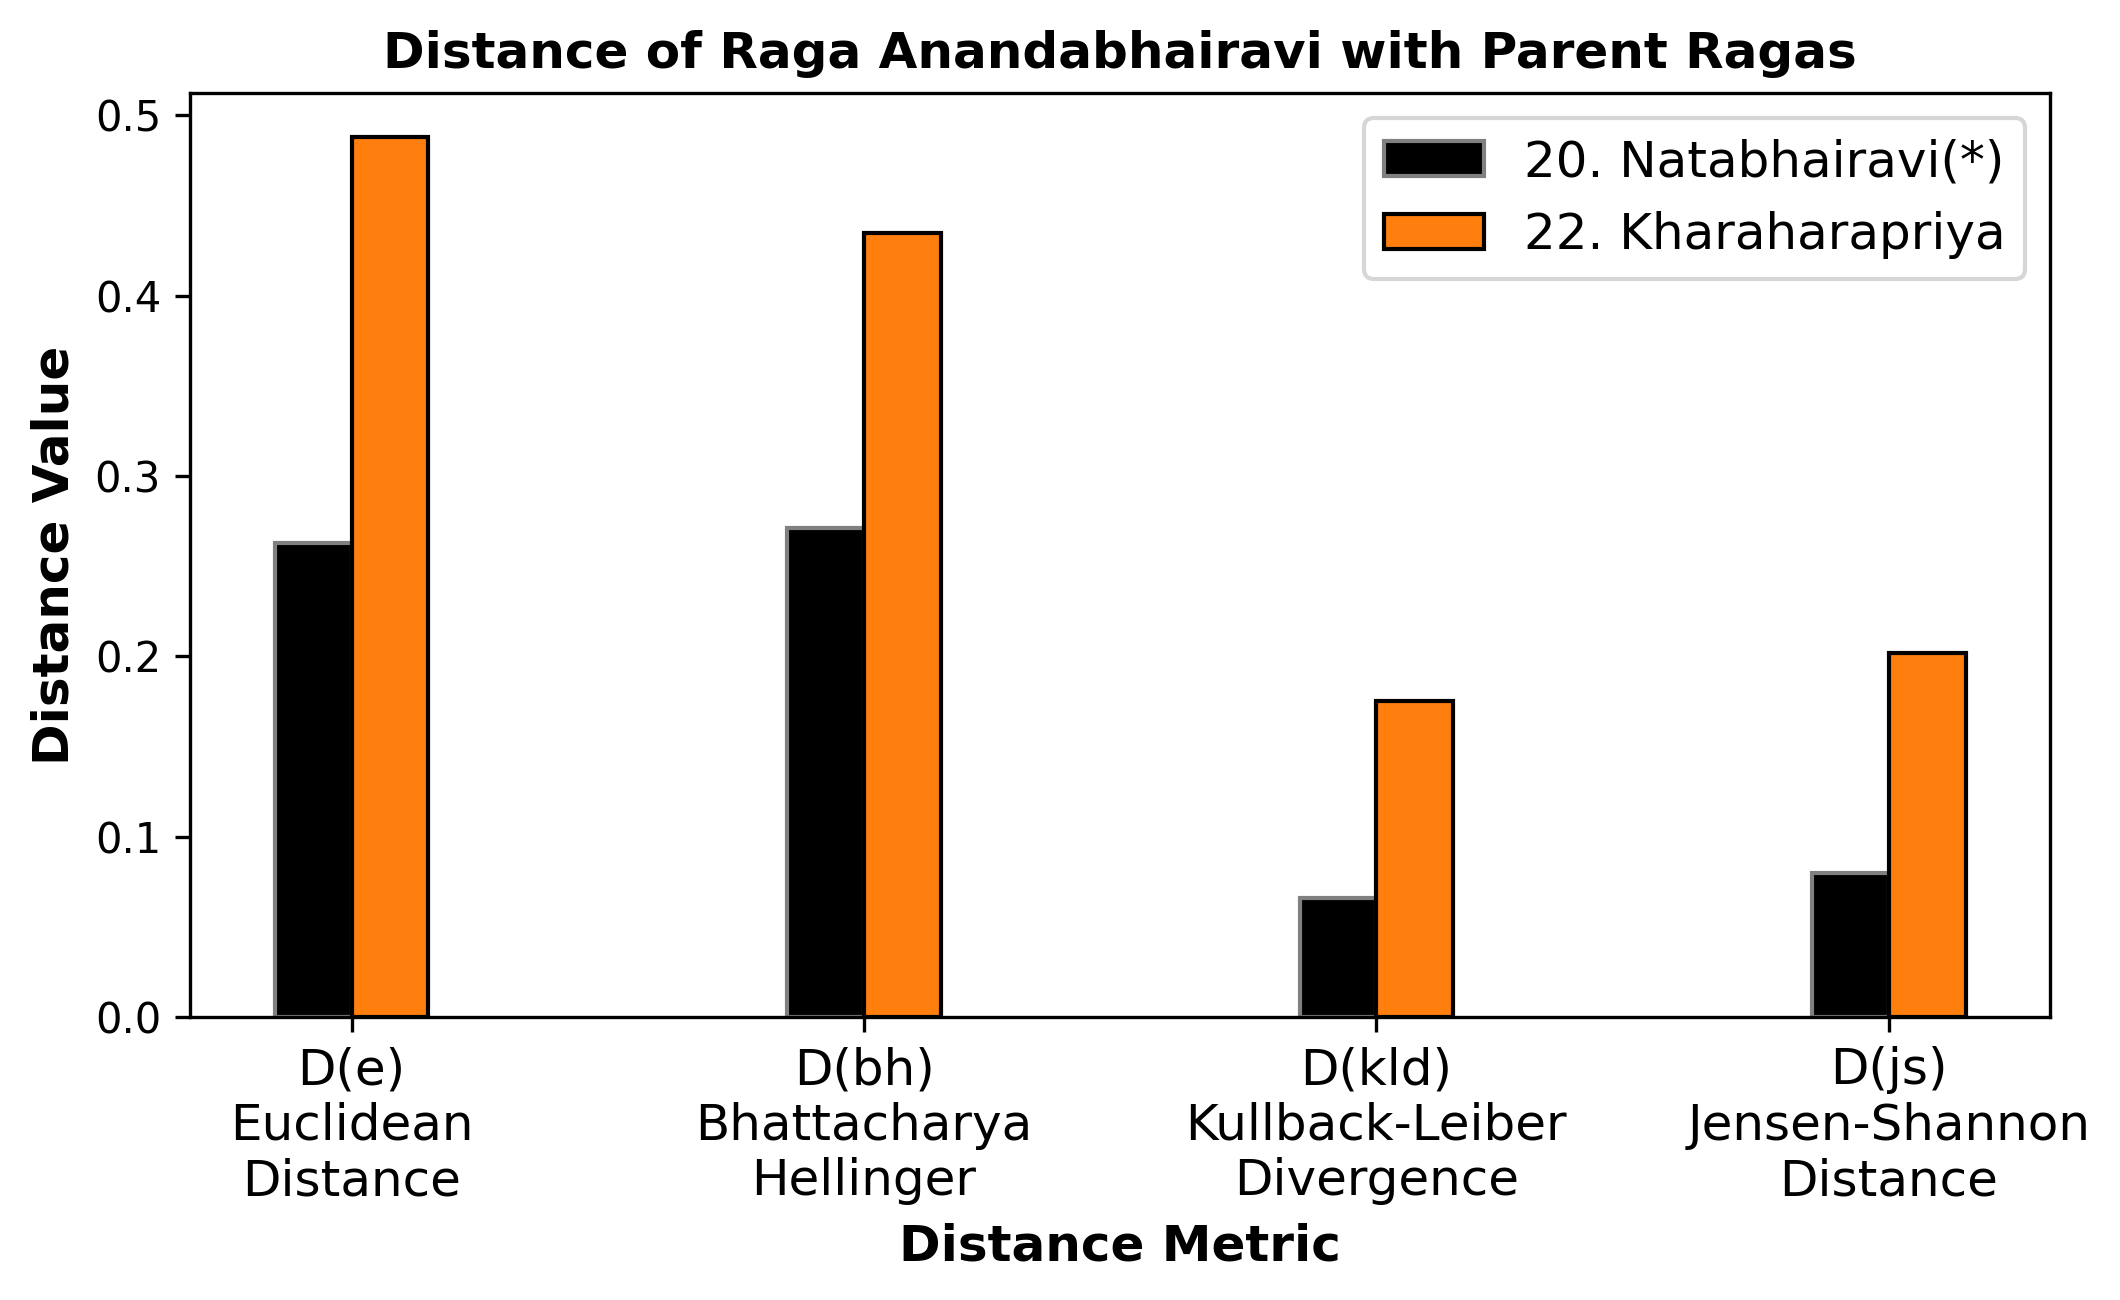 Distance of Raga Anandabhairavi with Parent Ragas
20. Natabhairavi(*)
22. Kharaharapriya
Distance Value
0.5
0.4
0.3
0.2
0.1
0.0
D(e)
Euclidean
Distance
D(bh)
Bhattacharya
Hellinger
D(kld)
Kullback-Leiber
Divergence
D(js)
Jensen-Shannon
Distance
Distance Metric